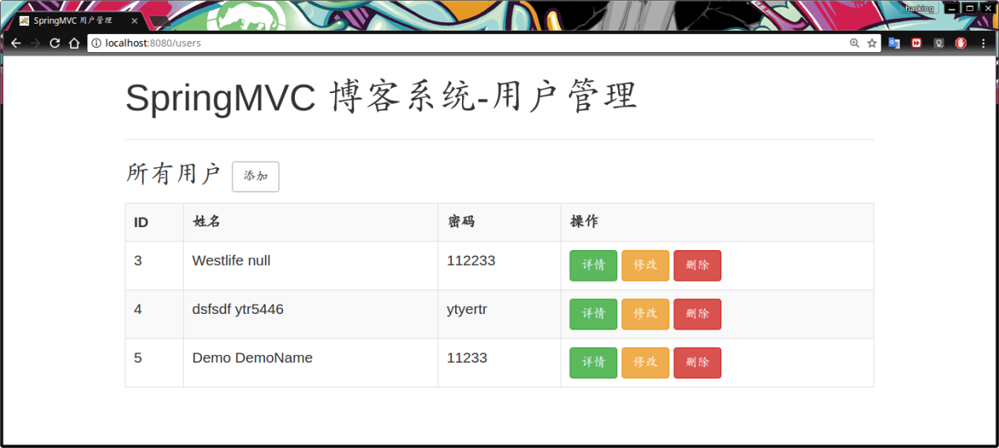 hacking
SpringMVC 用户管理
localhost:8080/users
SpringMVC 博客系统-用户管理
所有用户 添加
ID 姓名 密码 操作
3 Westlife null 112233 详情 修改 删除
4 dsfsdf ytr5446 ytyertr 详情 修改 删除
5 Demo DemoName 11233 详情 修改 删除